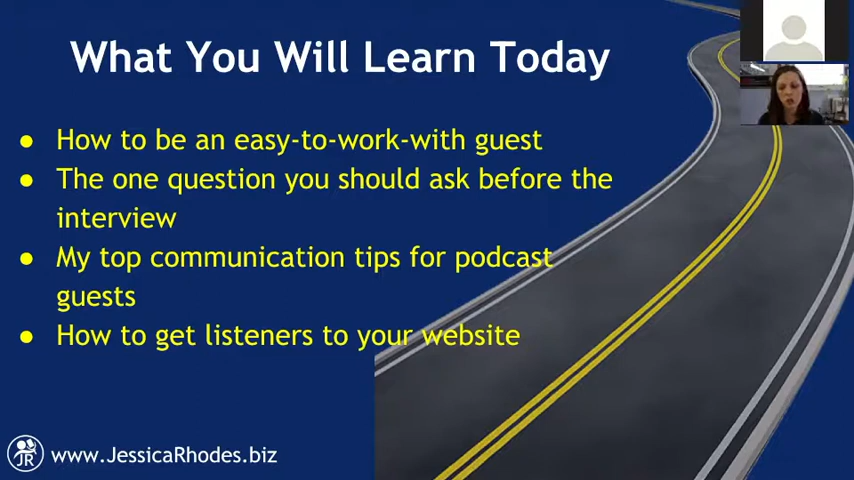 What You Will Learn Today
● How to be an easy-to-work-with guest
● The one question you should ask before the
interview
● My top communication tips for podcast
guests
● How to get listeners to your website
JR www.JessicaRhodes.biz